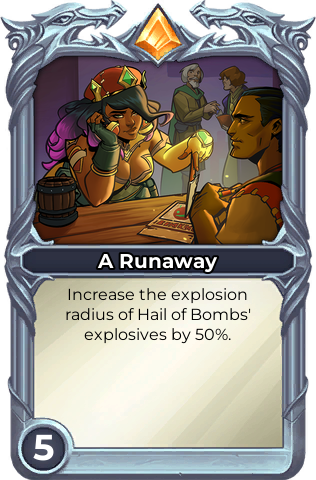 A Runaway
Increase the explosion
radius of Hail of Bombs'
explosives by 50%.
5